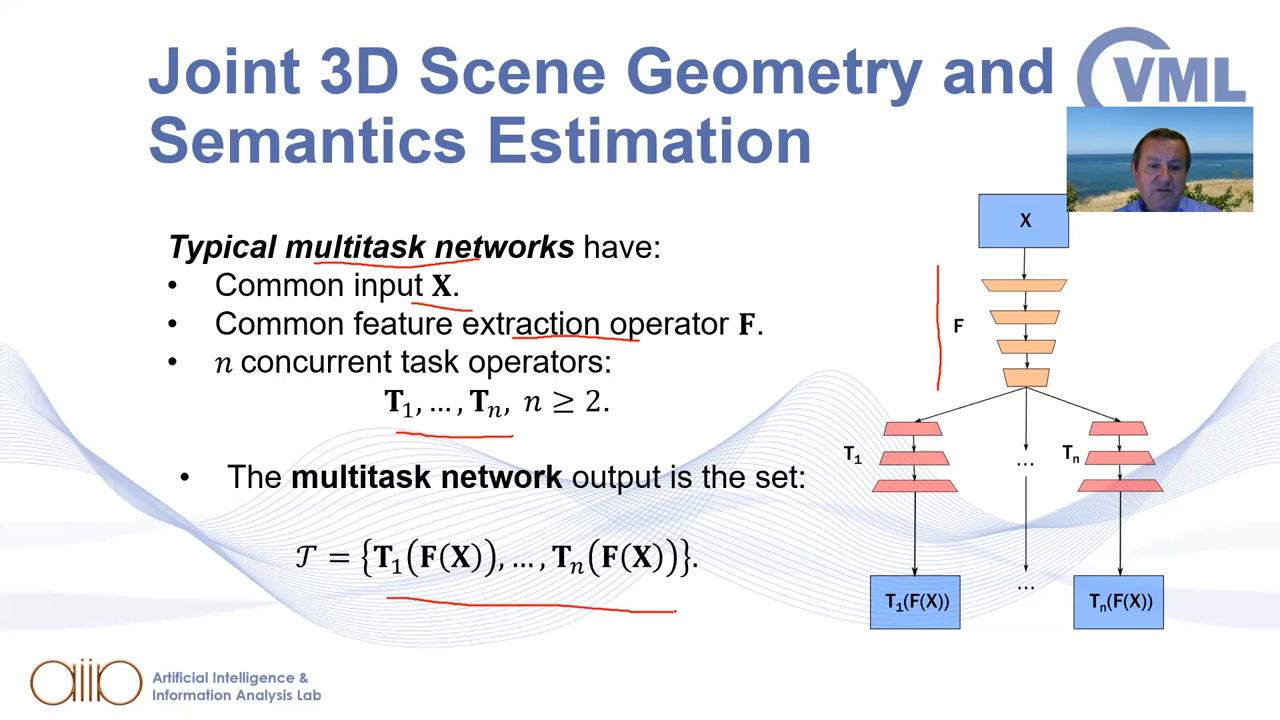 Joint 3D Scene Geometry and
Semantics Estimation
VML
Typical multitask networks have:
• Common input X.
• Common feature extraction operator F.
• n concurrent task operators:
T₁, … , Tₙ, n ≥ 2.
• The multitask network output is the set:
𝒯 = {T₁(F(X)), … , Tₙ(F(X))}.
X
F
T₁
...
Tₙ
T₁(F(X))
...
Tₙ(F(X))
aiia
Artificial Intelligence &
Information Analysis Lab